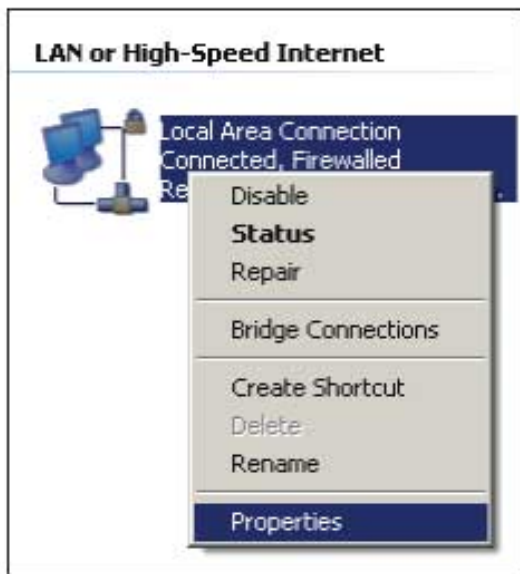 LAN or High-Speed Internet
Local Area Connection
Connected, Firewalled
Re
Disable
Status
Repair
Bridge Connections
Create Shortcut
Delete
Rename
Properties